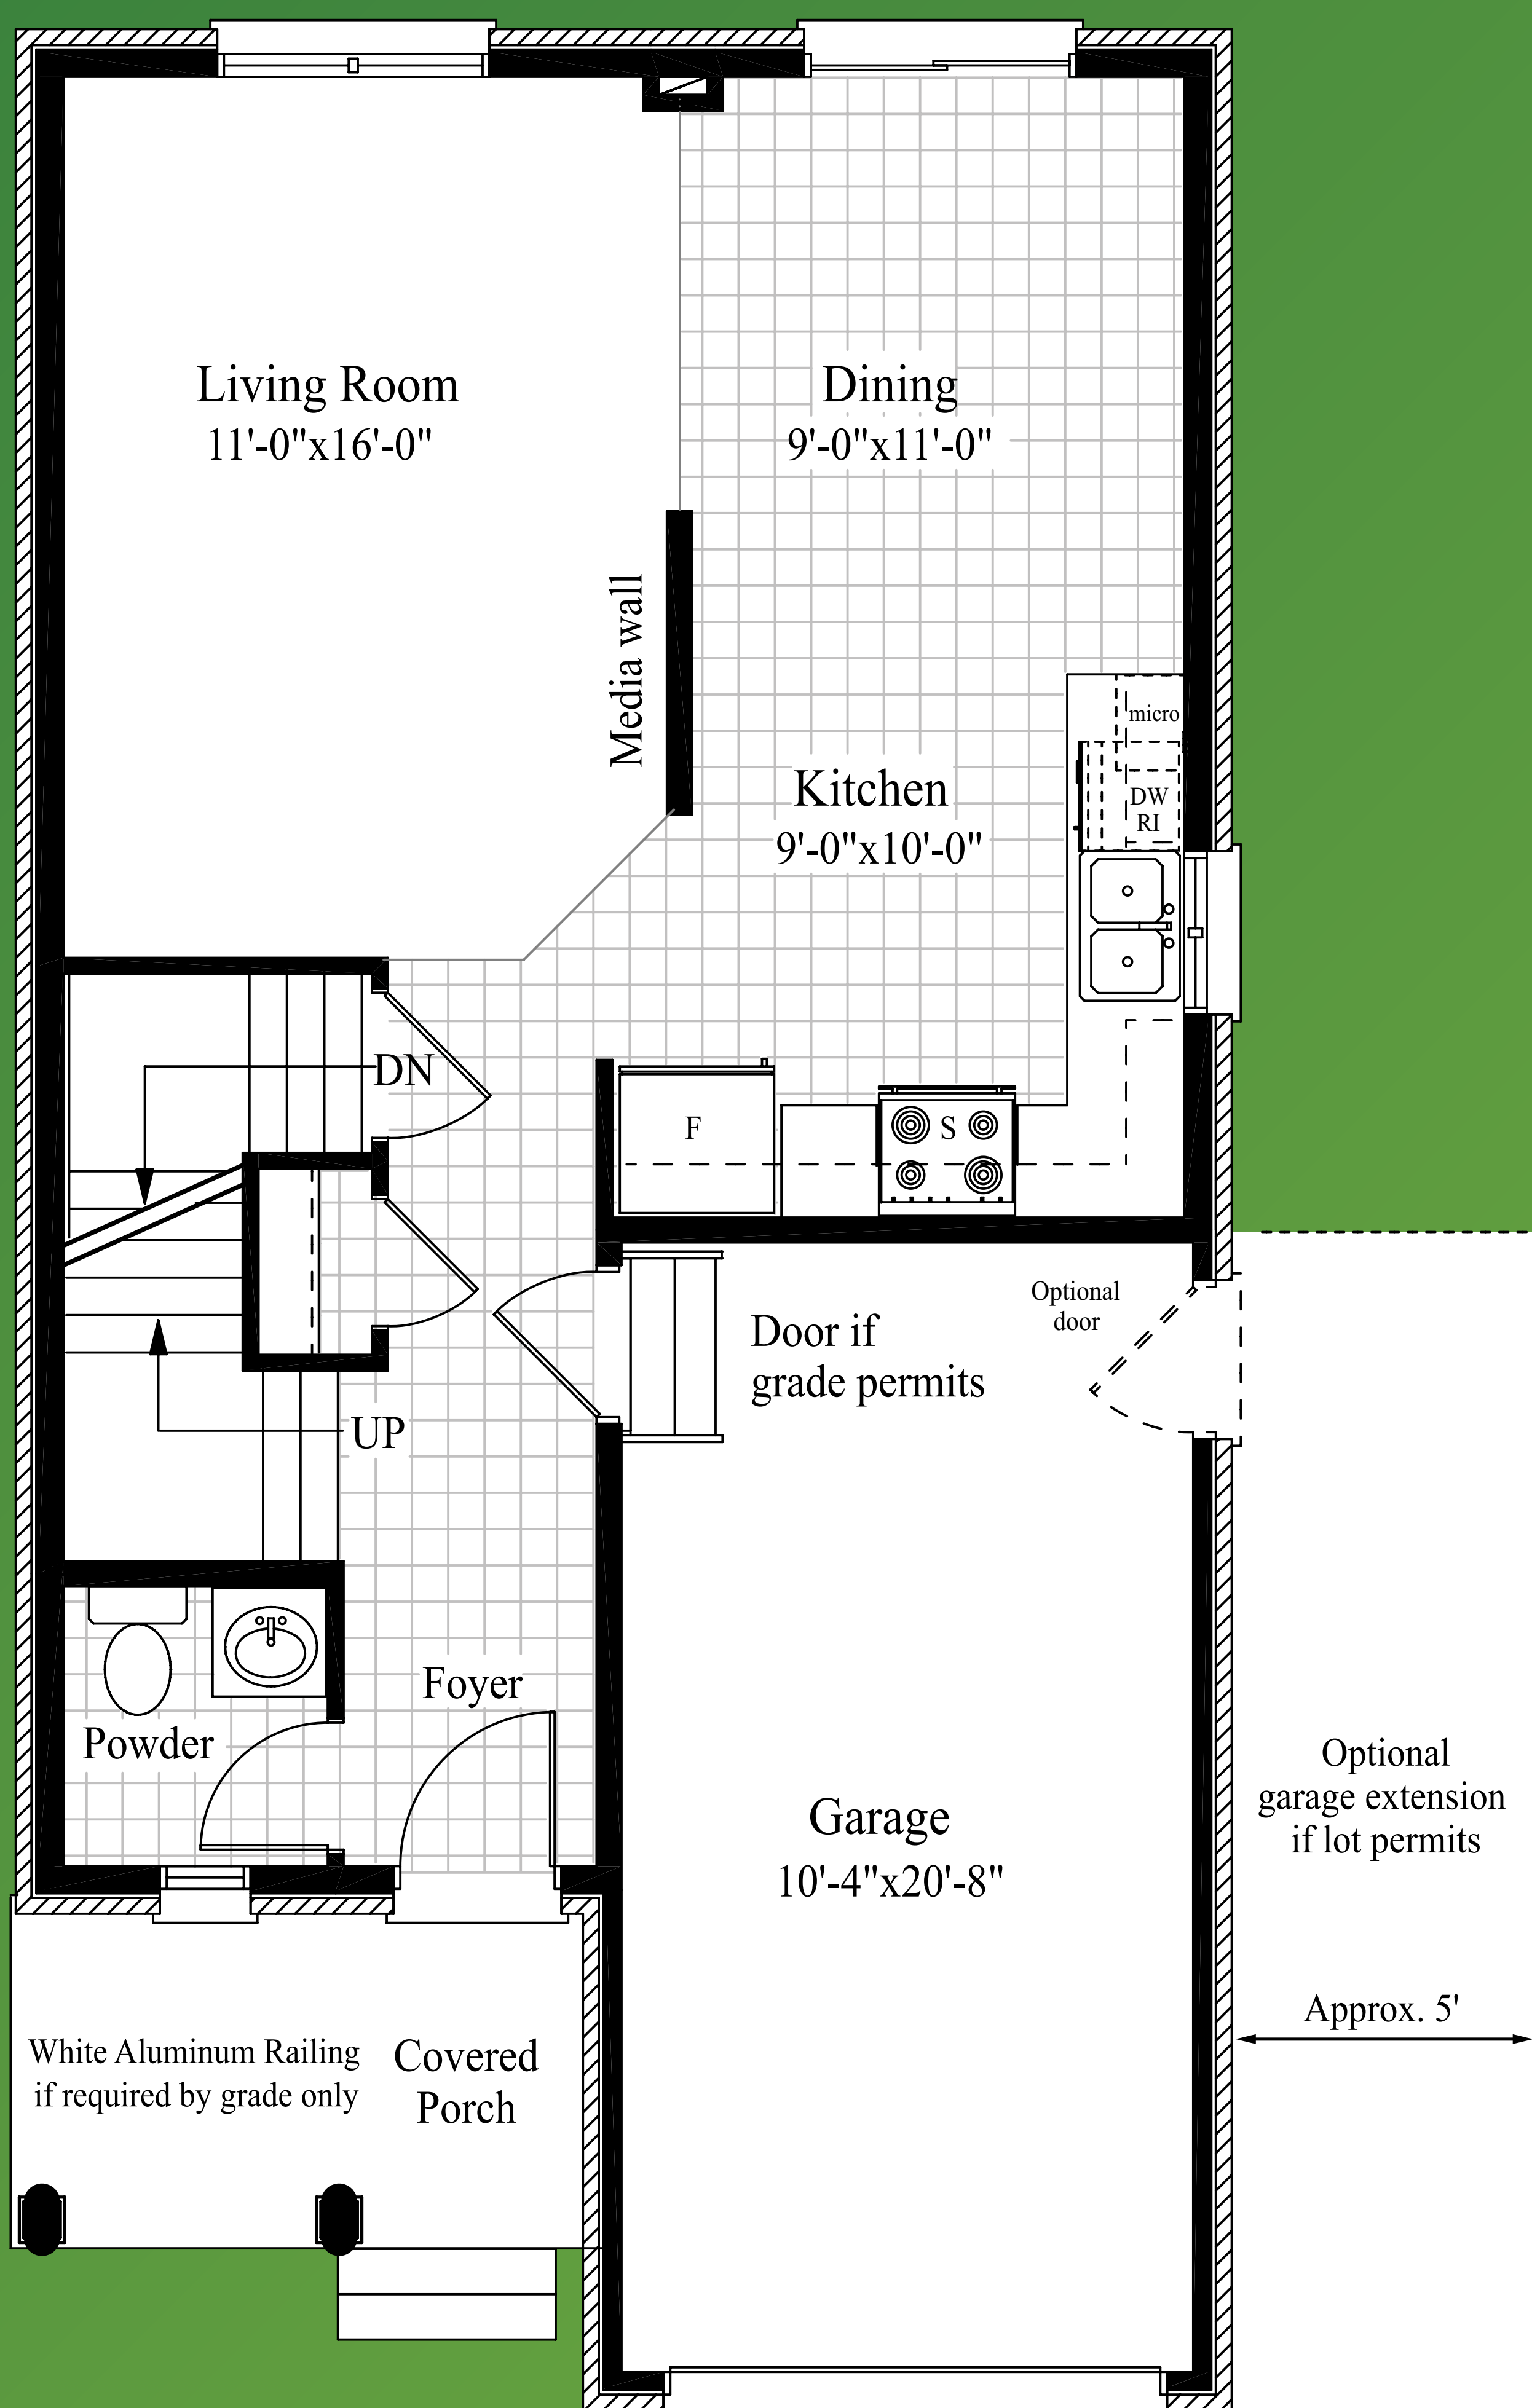 Living Room
11'-0"x16'-0"
Dining
9'-0"x11'-0"
Media wall
micro
Kitchen
9'-0"x10'-0"
DW
RI
DN
F
S
Optional
door
Door if
grade permits
UP
Foyer
Powder
Optional
garage extension
if lot permits
Garage
10'-4"x20'-8"
Approx. 5'
White Aluminum Railing
if required by grade only
Covered
Porch